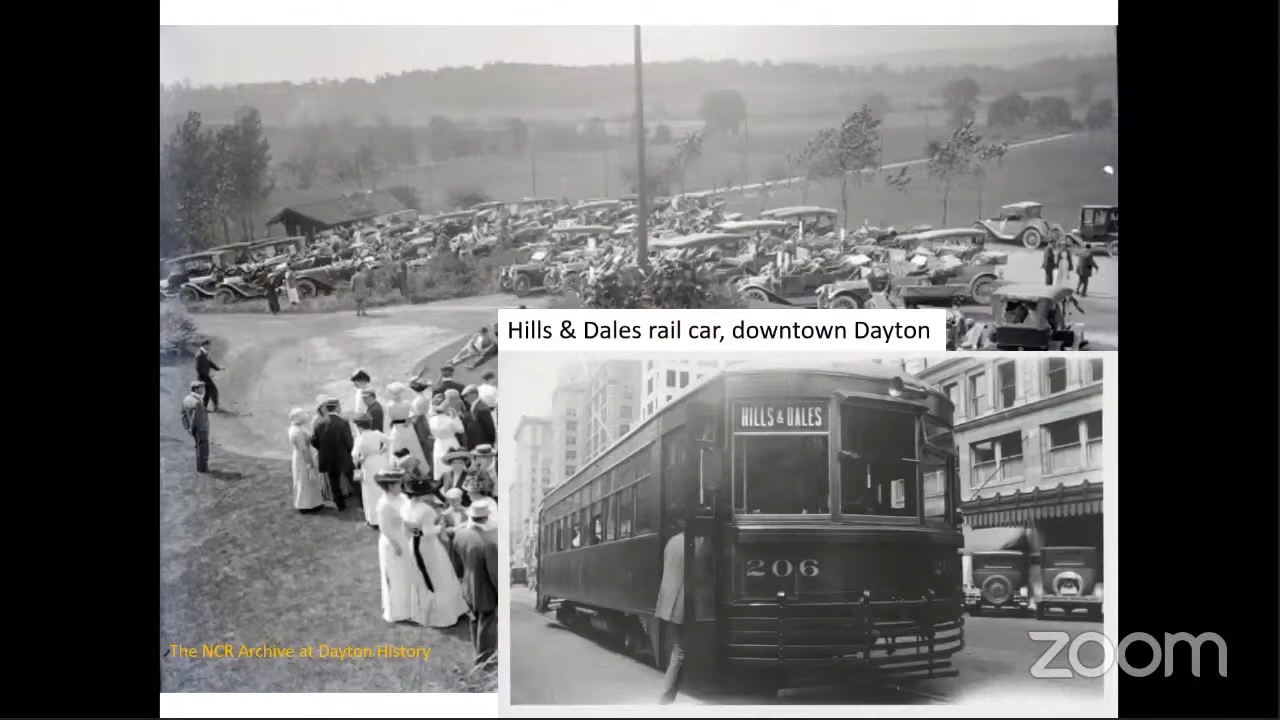 Hills & Dales rail car, downtown Dayton
HILLS & DALES
206
The NCR Archive at Dayton History
zoom